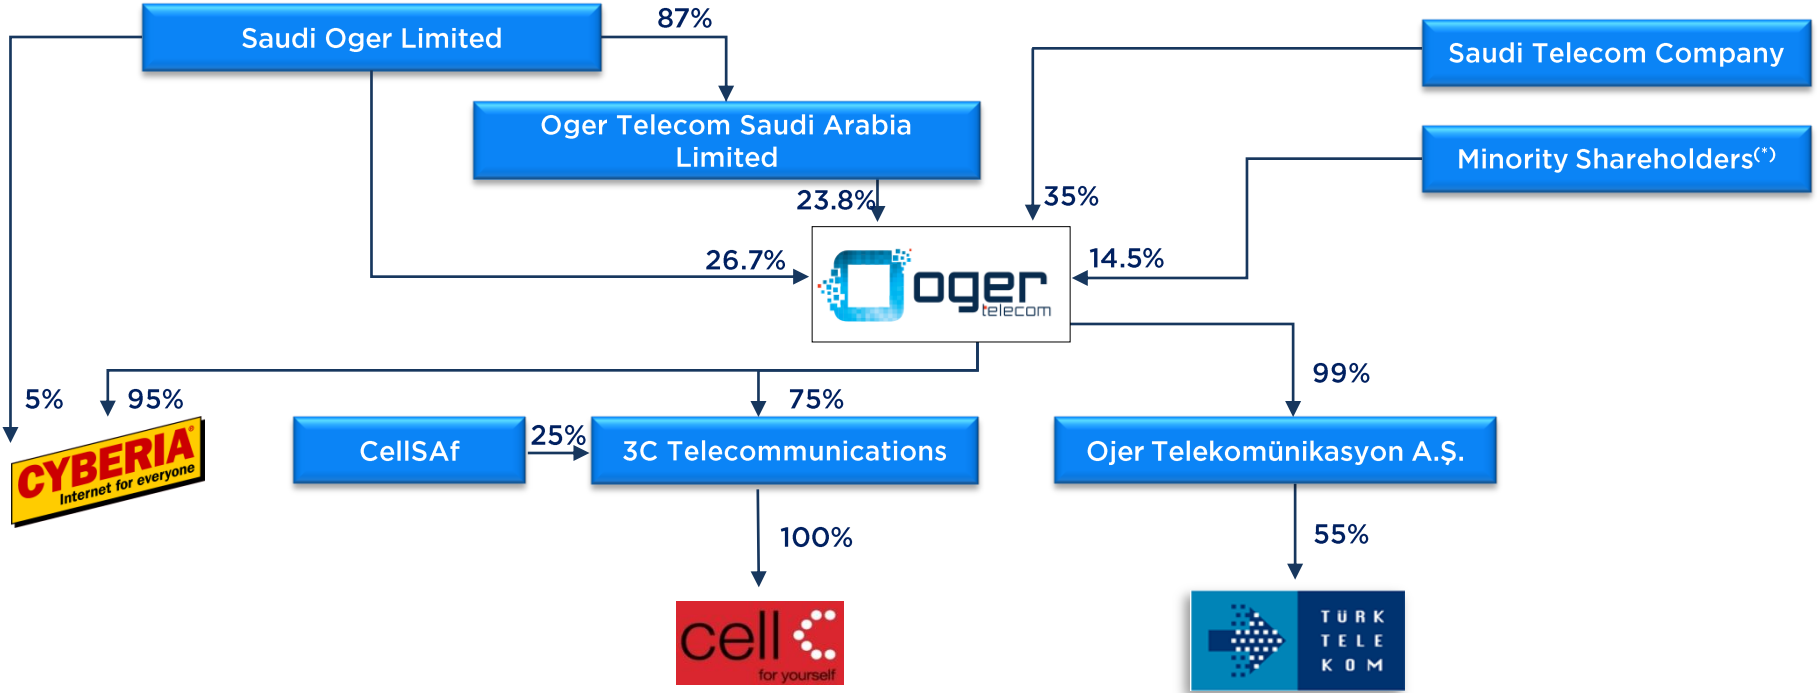 Saudi Oger Limited
87%
Saudi Telecom Company
Oger Telecom Saudi Arabia
Limited
Minority Shareholders(*)
23.8%
35%
26.7%
14.5%
oger
telecom
5%
95%
75%
99%
CYBERIA®
Internet for everyone
CellSAf
25%
3C Telecommunications
Ojer Telekomünikasyon A.Ş.
100%
55%
cell C
for yourself
TÜRK
TELE
KOM